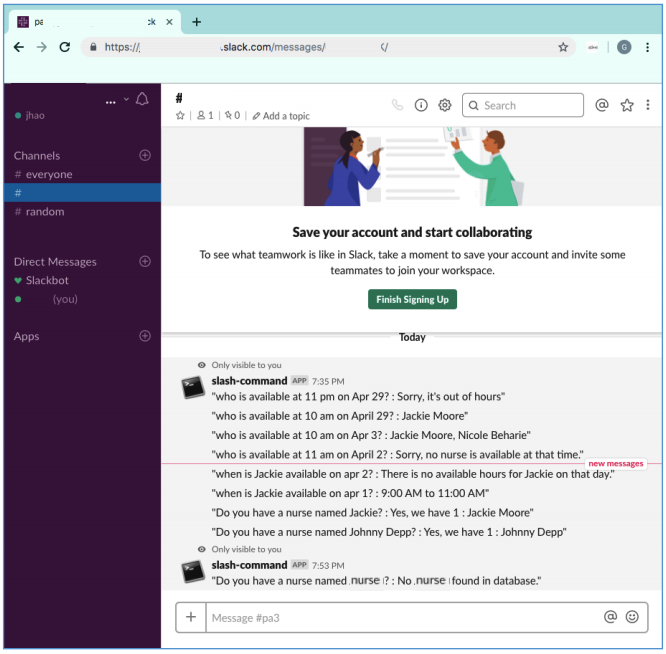 pa ɔk × +
https:/ .slack.com/messages/ (/
G
...
jhao
Channels
# everyone
#
# random
Direct Messages
Slackbot
(you)
Apps
#
1 | 0 | Add a topic
Search
@
Save your account and start collaborating
To see what teamwork is like in Slack, take a moment to save your account and invite some
teammates to join your workspace.
Finish Signing Up
Today
Only visible to you
slash-command APP 7:35 PM
"who is available at 11 pm on Apr 29? : Sorry, it's out of hours"
"who is available at 10 am on April 29? : Jackie Moore"
"who is available at 10 am on Apr 3? : Jackie Moore, Nicole Beharie"
"who is available at 11 am on April 2? : Sorry, no nurse is available at that time."
new messages
"when is Jackie available on apr 2? : There is no available hours for Jackie on that day."
"when is Jackie available on apr 1? : 9:00 AM to 11:00 AM"
"Do you have a nurse named Jackie? : Yes, we have 1 : Jackie Moore"
"Do you have a nurse named Johnny Depp? : Yes, we have 1 : Johnny Depp"
Only visible to you
slash-command APP 7:53 PM
"Do you have a nurse named nurse ? : No nurse found in database."
+ Message #pa3 @